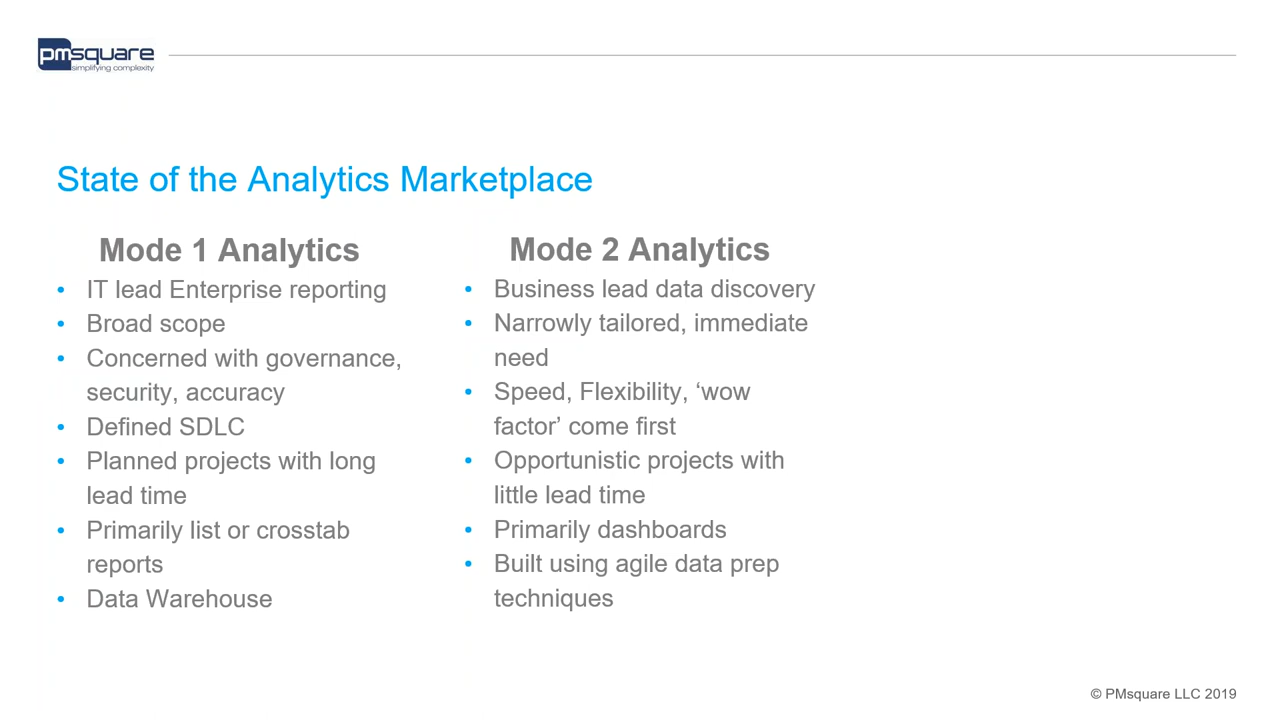 pmsquare
simplifying complexity
State of the Analytics Marketplace
Mode 1 Analytics
• IT lead Enterprise reporting
• Broad scope
• Concerned with governance,
security, accuracy
• Defined SDLC
• Planned projects with long
lead time
• Primarily list or crosstab
reports
• Data Warehouse
Mode 2 Analytics
• Business lead data discovery
• Narrowly tailored, immediate
need
• Speed, Flexibility, ‘wow
factor’ come first
• Opportunistic projects with
little lead time
• Primarily dashboards
• Built using agile data prep
techniques
© PMsquare LLC 2019